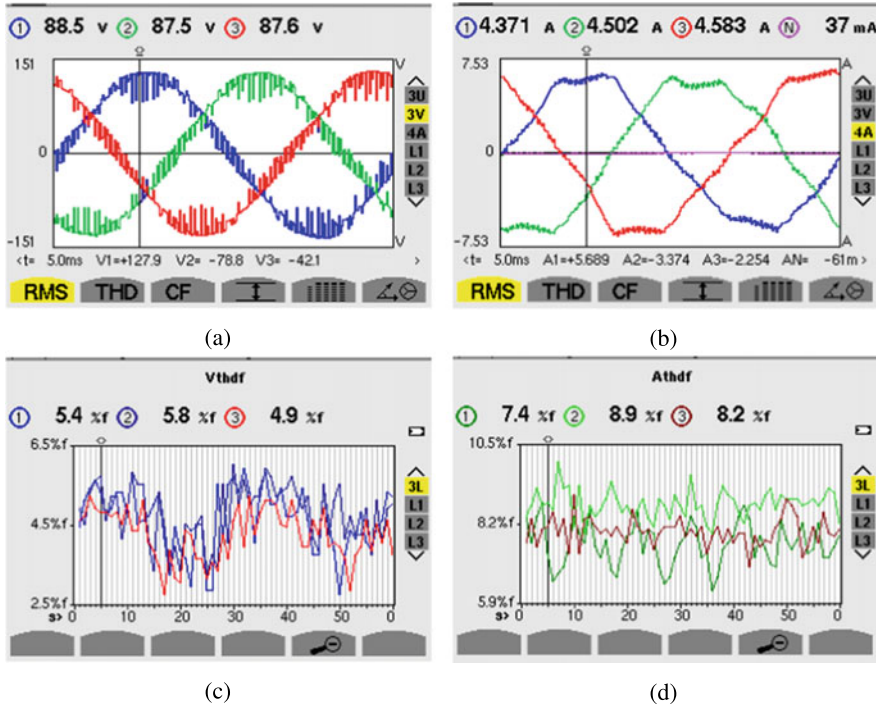 1 88.5 V 2 87.5 V 3 87.6 V
151
V
0
-151
V
3U
3V
4A
L1
L2
L3
<t= 5.0ms V1=+127.9 V2= -78.8 V3= -42.1 >
RMS THD CF
(a)
1 4.371 A 2 4.502 A 3 4.583 A N 37 mA
7.53
A
0
-7.53
A
3U
3V
4A
L1
L2
L3
<t= 5.0ms A1=+5.689 A2=-3.374 A3=-2.254 AN= -61m >
RMS THD CF
(b)
Vthdf
1 5.4 %f 2 5.8 %f 3 4.9 %f
6.5%f
4.5%f
2.5%f
3L
L1
L2
L3
s> 0 10 20 30 40 50 0
(c)
Athdf
1 7.4 %f 2 8.9 %f 3 8.2 %f
10.5%f
8.2%f
5.9%f
3L
L1
L2
L3
s> 0 10 20 30 40 50 0
(d)